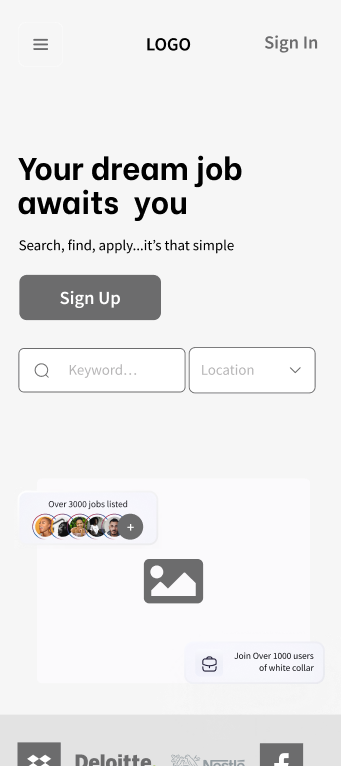 LOGO
Sign In
Your dream job
awaits you
Search, find, apply...it's that simple
Sign Up
Keyword...
Location
Over 3000 jobs listed
+
Join Over 1000 users
of white collar
Deloitte.
Nestlé